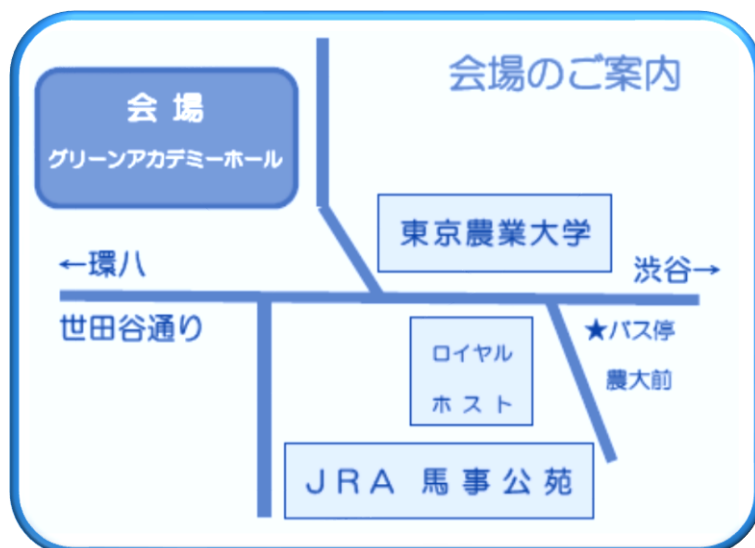 会場のご案内
会 場
グリーンアカデミーホール
東京農業大学
←環八
渋谷→
世田谷通り
★バス停
農大前
ロイヤル
ホスト
JRA 馬事公苑